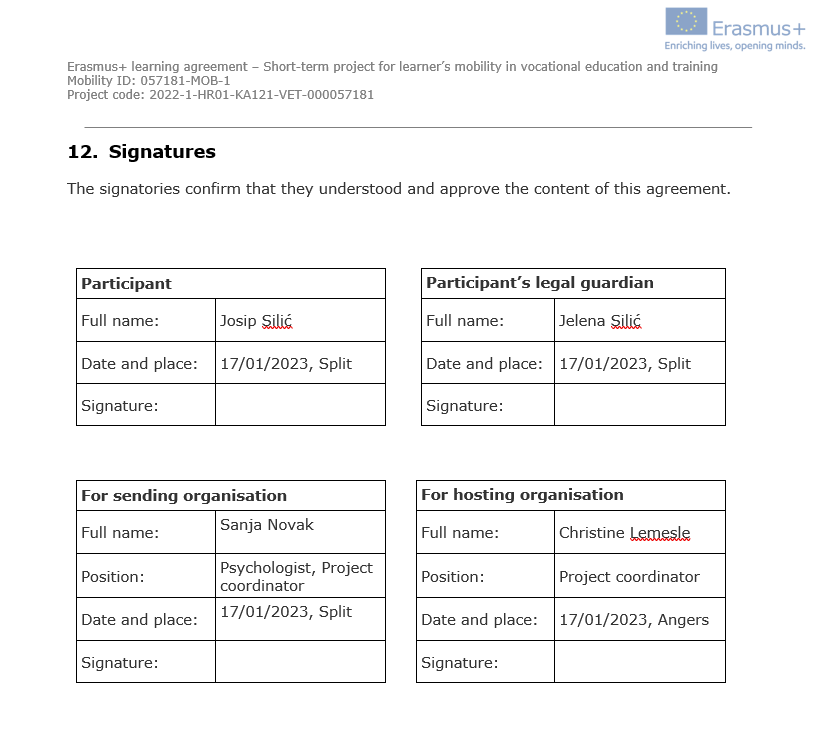 Erasmus+
Enriching lives, opening minds.
Erasmus+ learning agreement – Short-term project for learner's mobility in vocational education and training
Mobility ID: 057181-MOB-1
Project code: 2022-1-HR01-KA121-VET-000057181
12. Signatures
The signatories confirm that they understood and approve the content of this agreement.
Participant
Full name: Josip Silić
Date and place: 17/01/2023, Split
Signature:
Participant’s legal guardian
Full name: Jelena Silić
Date and place: 17/01/2023, Split
Signature:
For sending organisation
Full name: Sanja Novak
Position: Psychologist, Project
coordinator
Date and place: 17/01/2023, Split
Signature:
For hosting organisation
Full name: Christine Lemesle
Position: Project coordinator
Date and place: 17/01/2023, Angers
Signature: